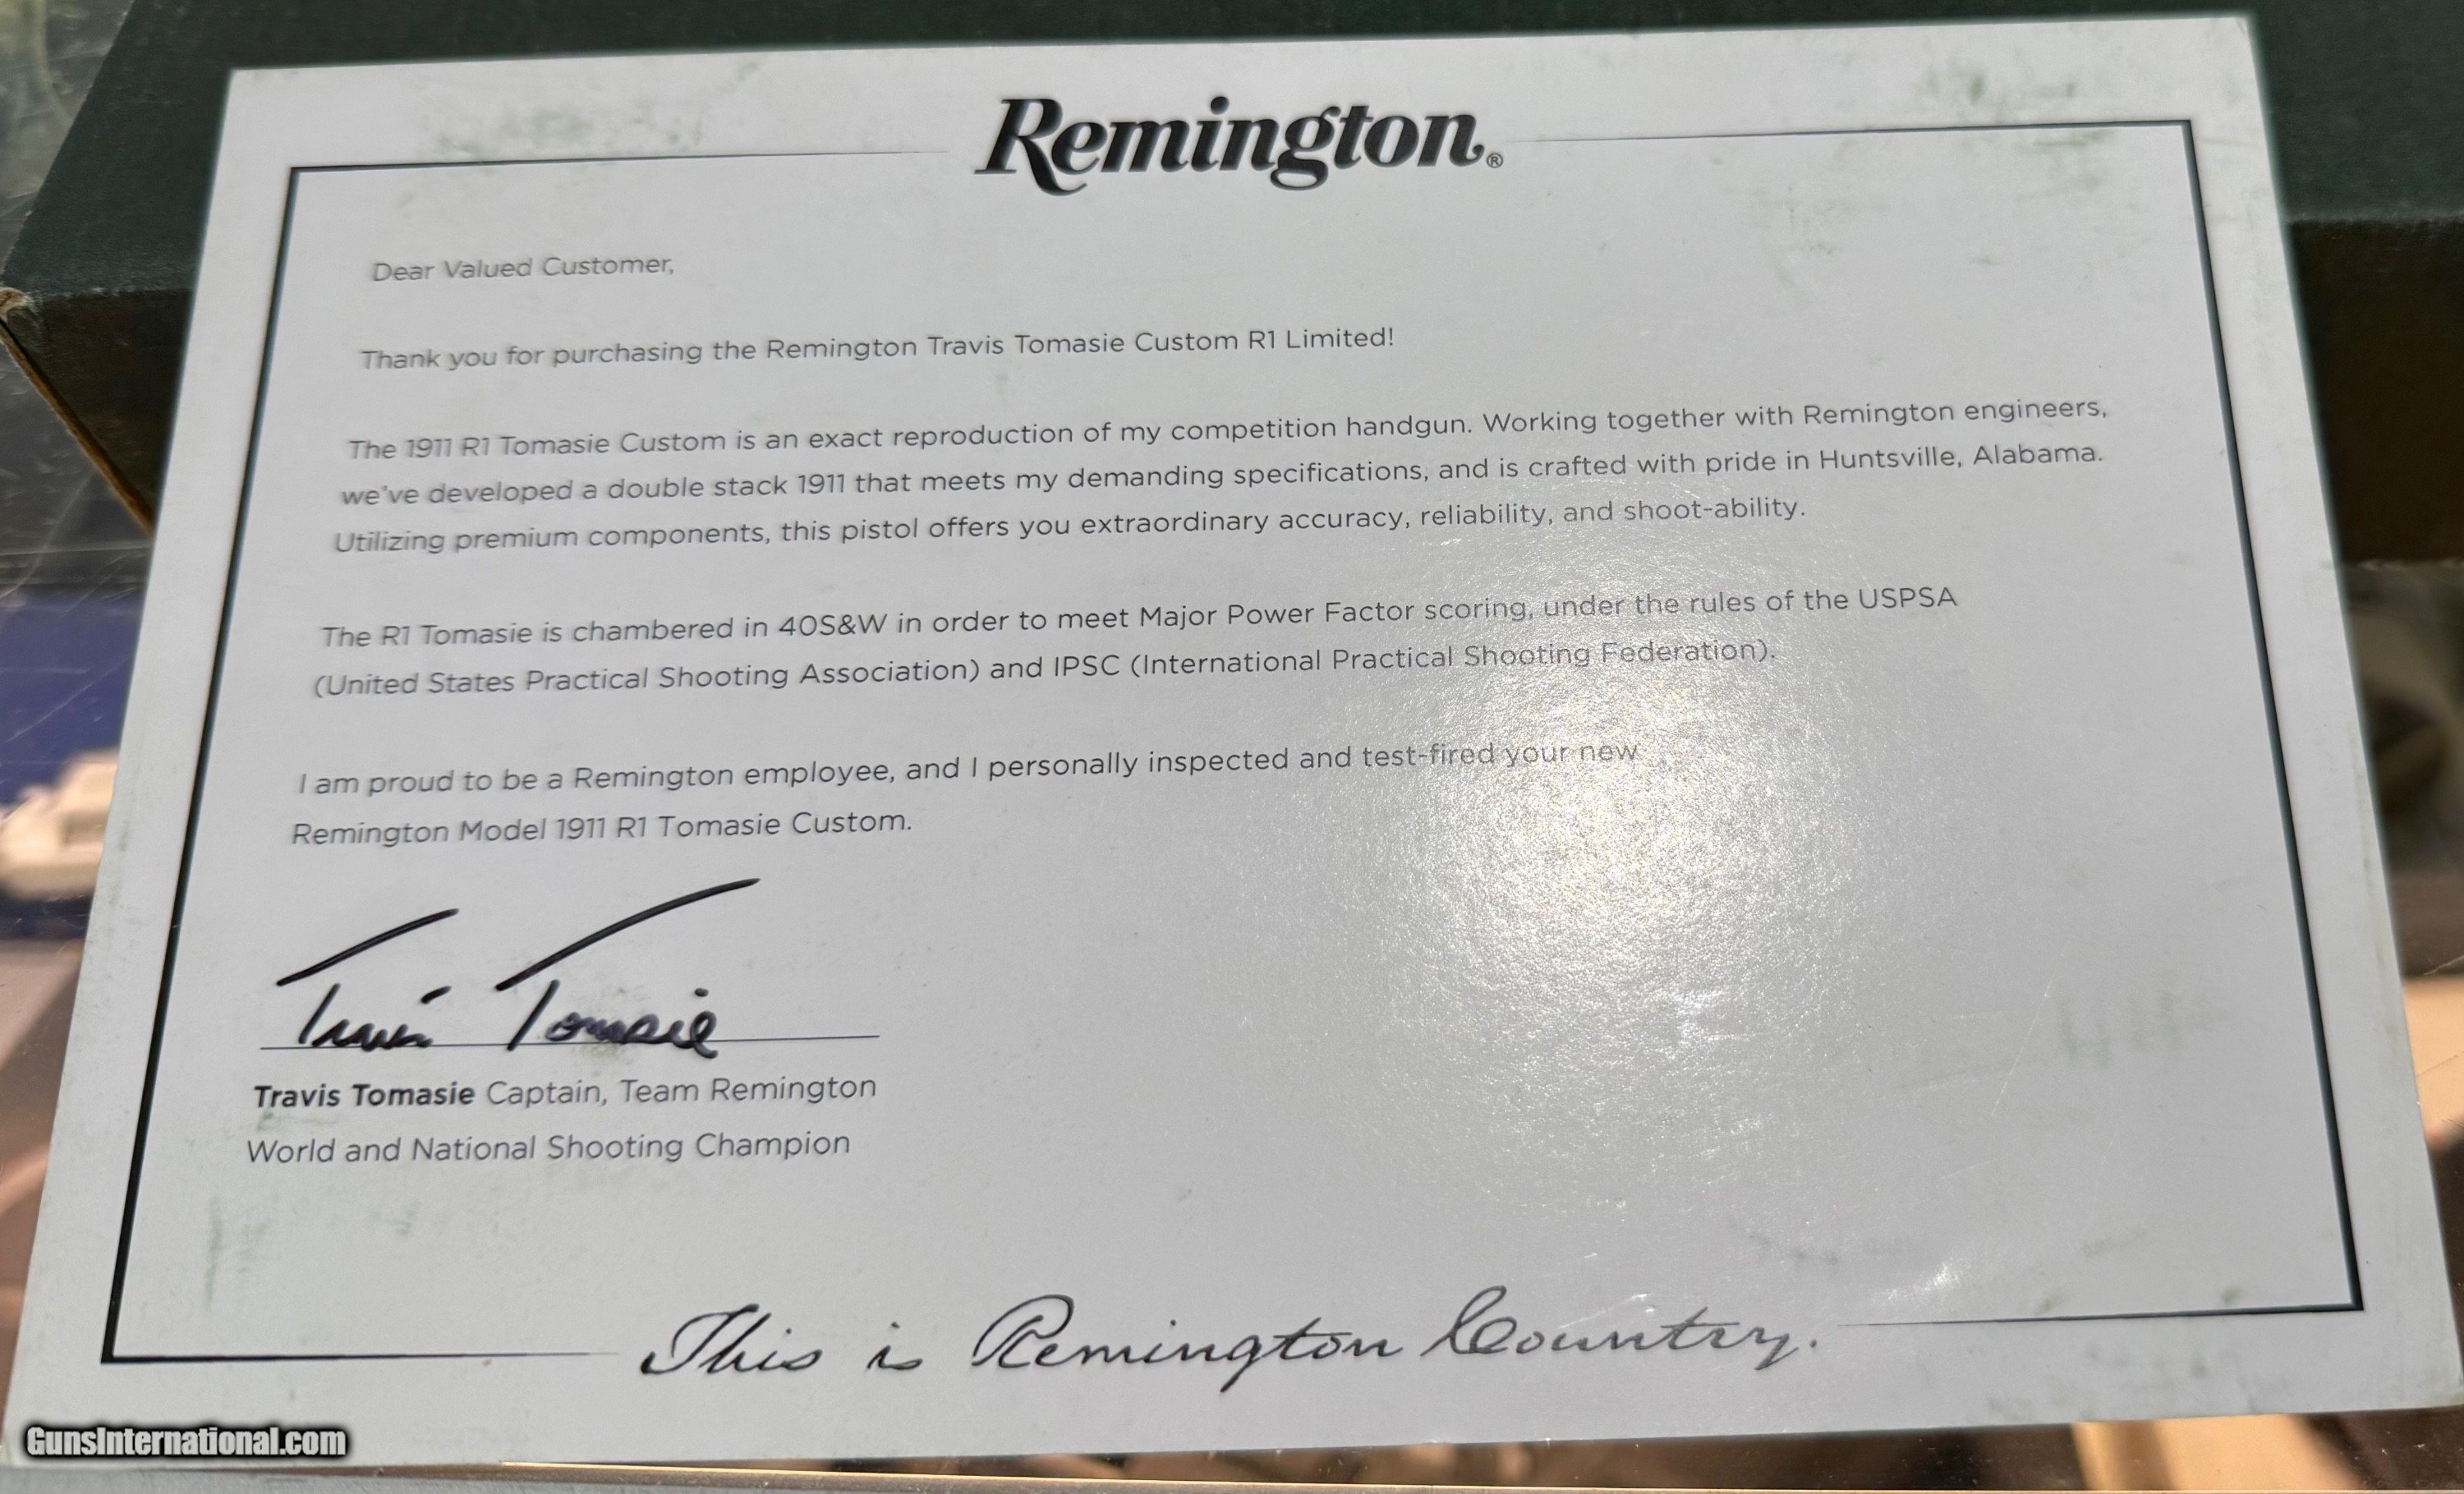 Remington®
Dear Valued Customer,
Thank you for purchasing the Remington Travis Tomasie Custom R1 Limited!
The 1911 R1 Tomasie Custom is an exact reproduction of my competition handgun. Working together with Remington engineers,
we've developed a double stack 1911 that meets my demanding specifications, and is crafted with pride in Huntsville, Alabama.
Utilizing premium components, this pistol offers you extraordinary accuracy, reliability, and shoot-ability.
The R1 Tomasie is chambered in 40S&W in order to meet Major Power Factor scoring, under the rules of the USPSA
(United States Practical Shooting Association) and IPSC (International Practical Shooting Federation).
I am proud to be a Remington employee, and I personally inspected and test-fired your new
Remington Model 1911 R1 Tomasie Custom.
Travis Tomasie
Travis Tomasie Captain, Team Remington
World and National Shooting Champion
This is Remington Country.
GunsInternational.com